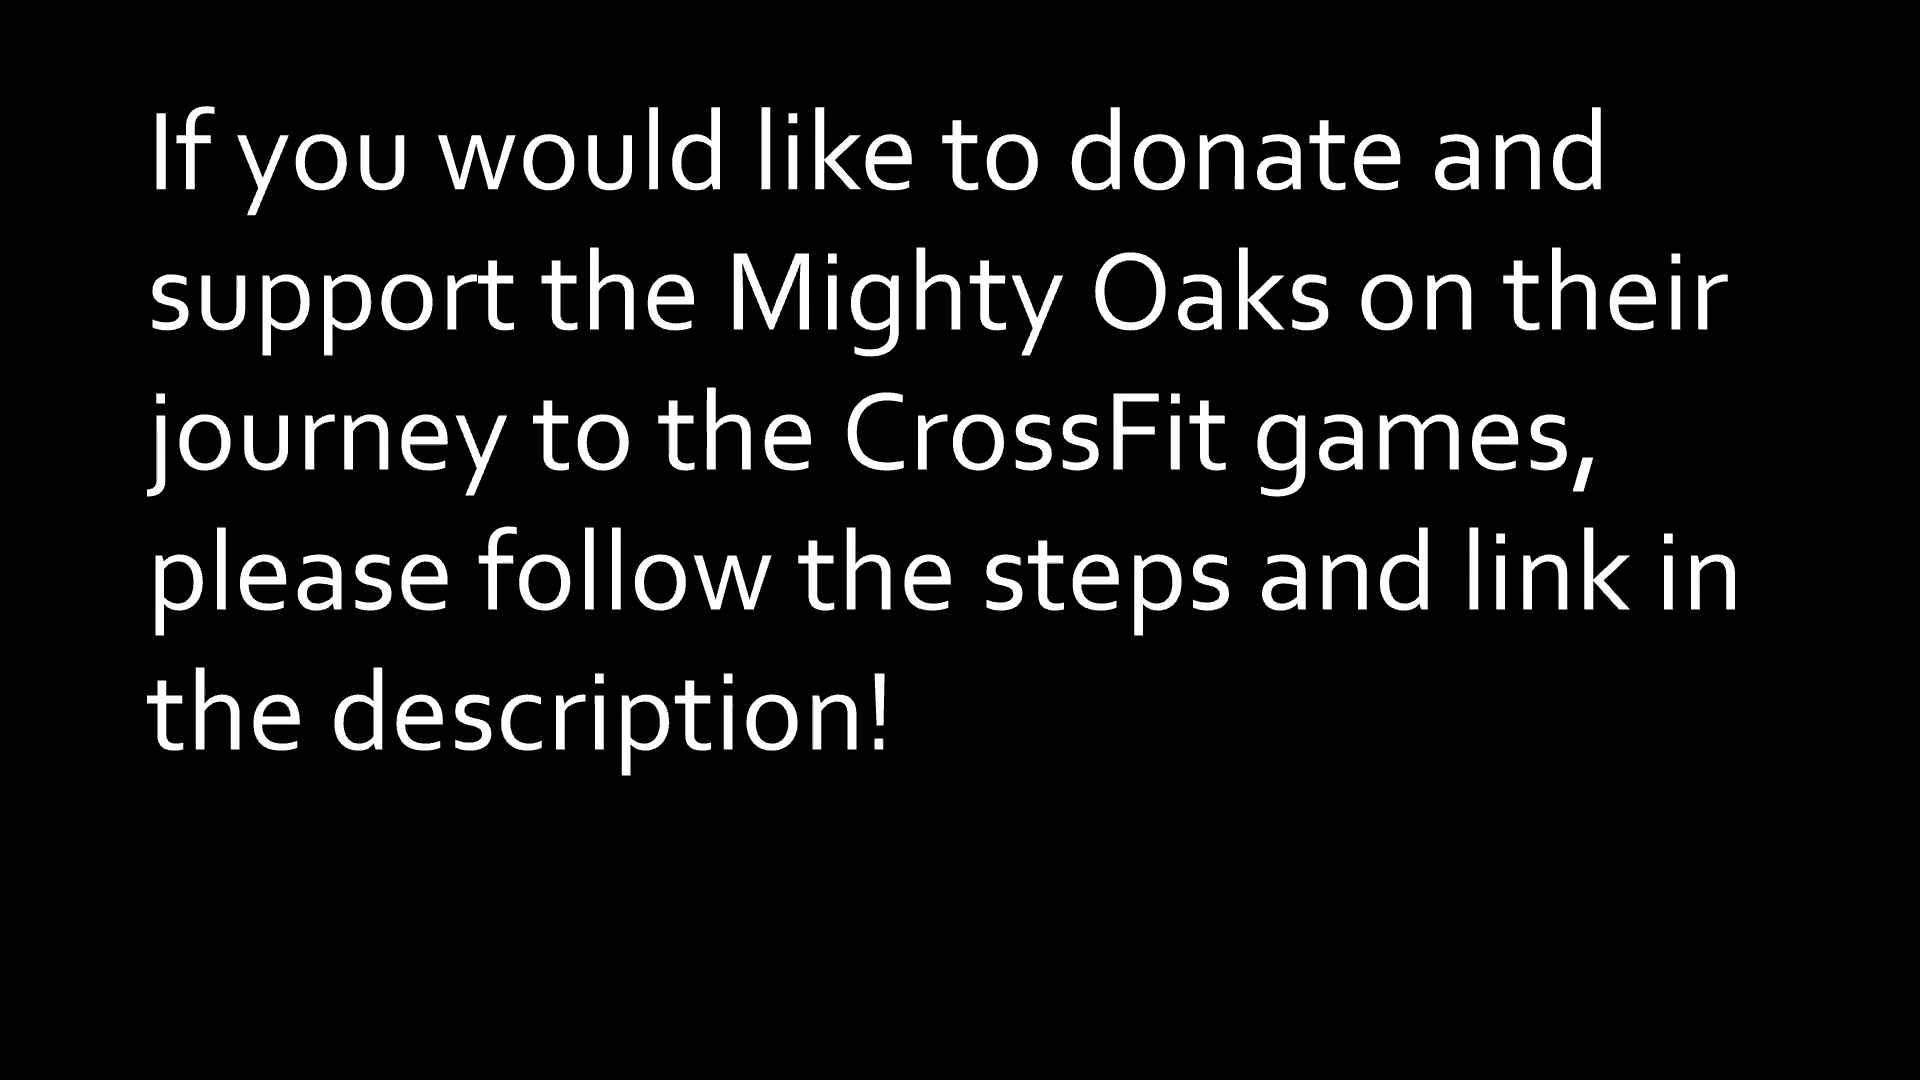 If you would like to donate and
support the Mighty Oaks on their
journey to the CrossFit games,
please follow the steps and link in
the description!